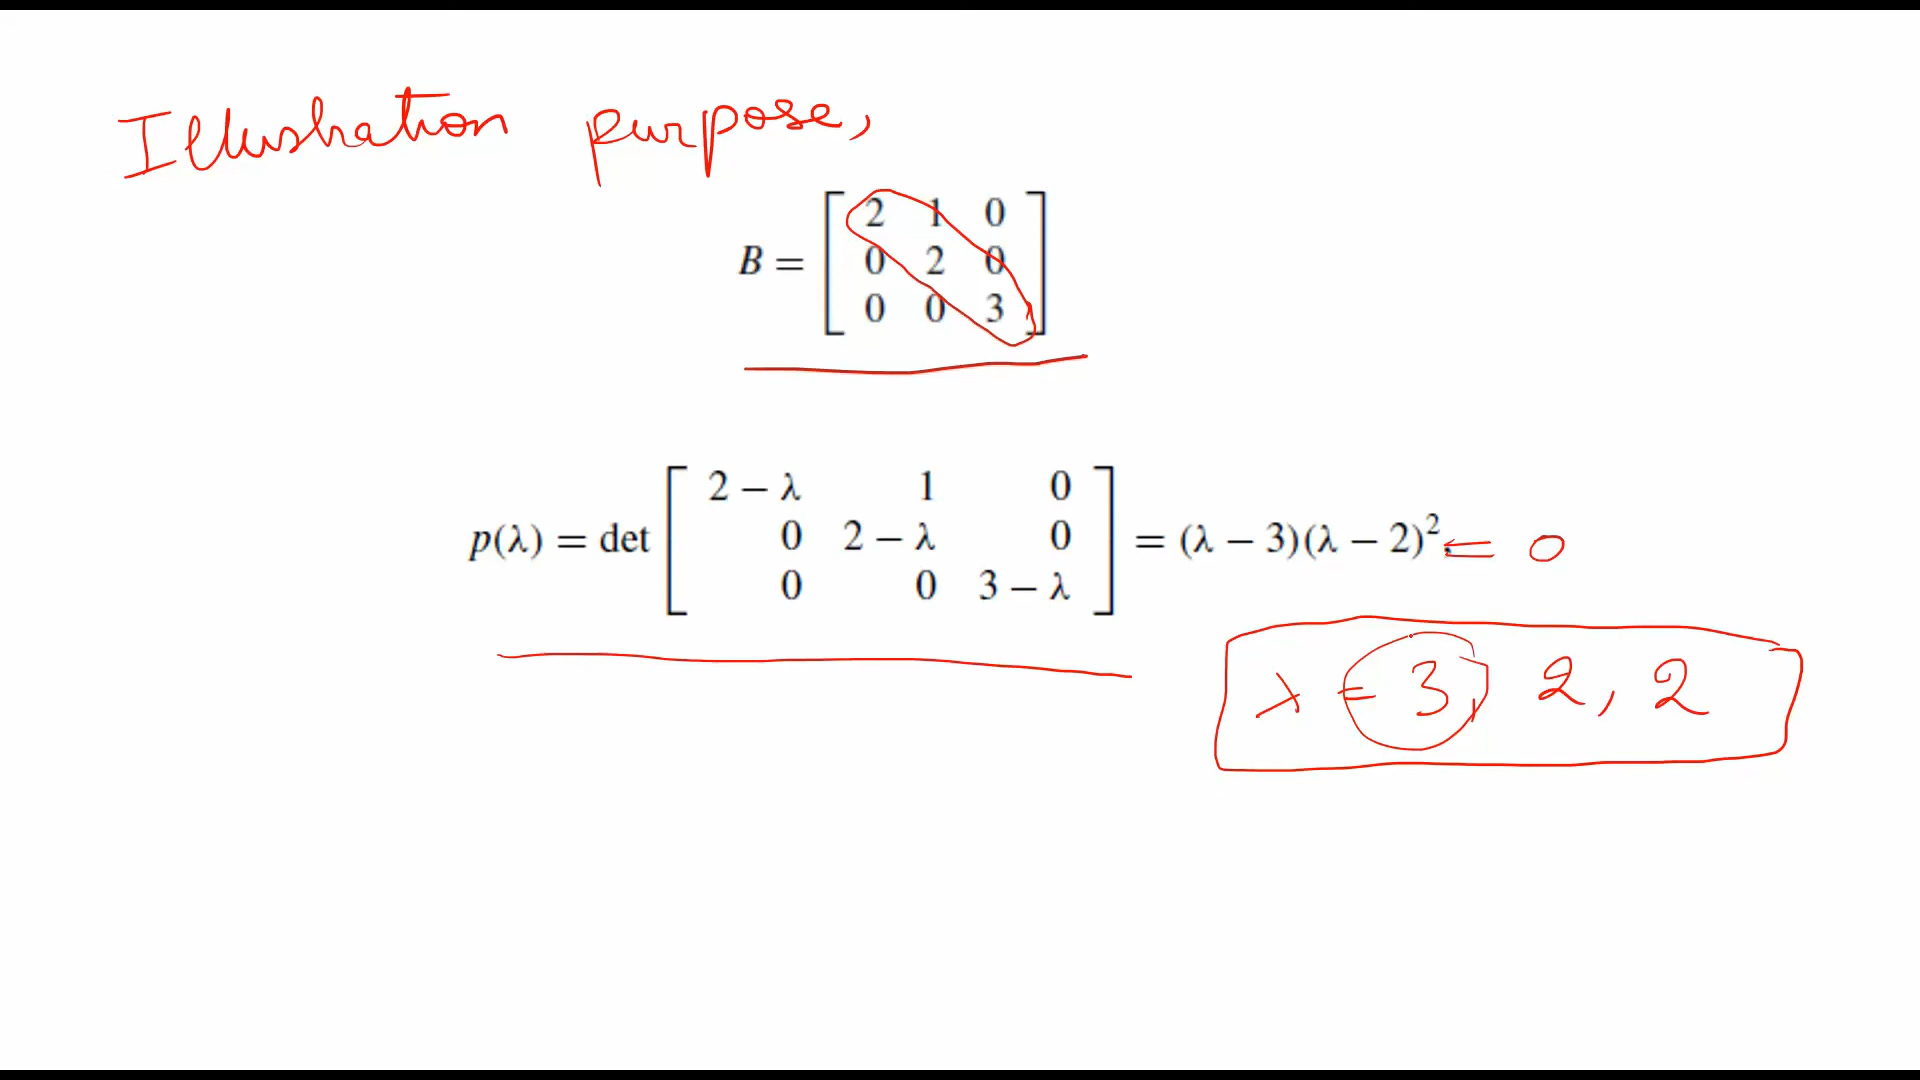 Illustration purpose,
B = [ 2 1 0
0 2 0
0 0 3 ]
p(λ) = det [ 2 − λ 1 0
0 2 − λ 0
0 0 3 − λ ] = (λ − 3)(λ − 2)². = 0
λ = 3, 2, 2